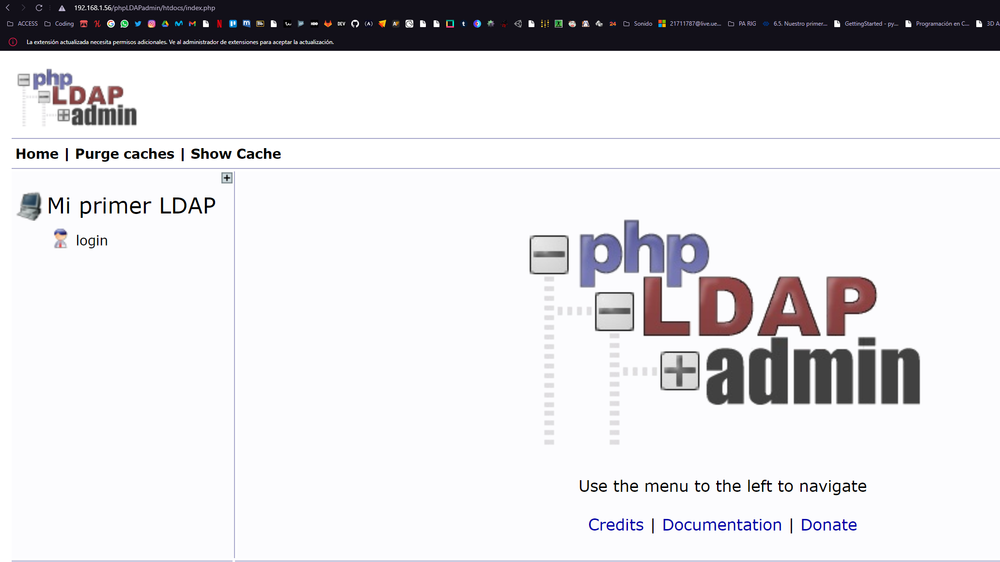 192.168.1.56/phpLDAPadmin/htdocs/index.php
ACCESS Coding Sonido 21711787@live.ue... PA RIG 6.5. Nuestro primer... GettingStarted - py... Programación en C... 3D A
La extensión actualizada necesita permisos adicionales. Ve al administrador de extensiones para aceptar la actualización.
php
LDAP
admin
Home | Purge caches | Show Cache
Mi primer LDAP
login
php
LDAP
admin
Use the menu to the left to navigate
Credits | Documentation | Donate